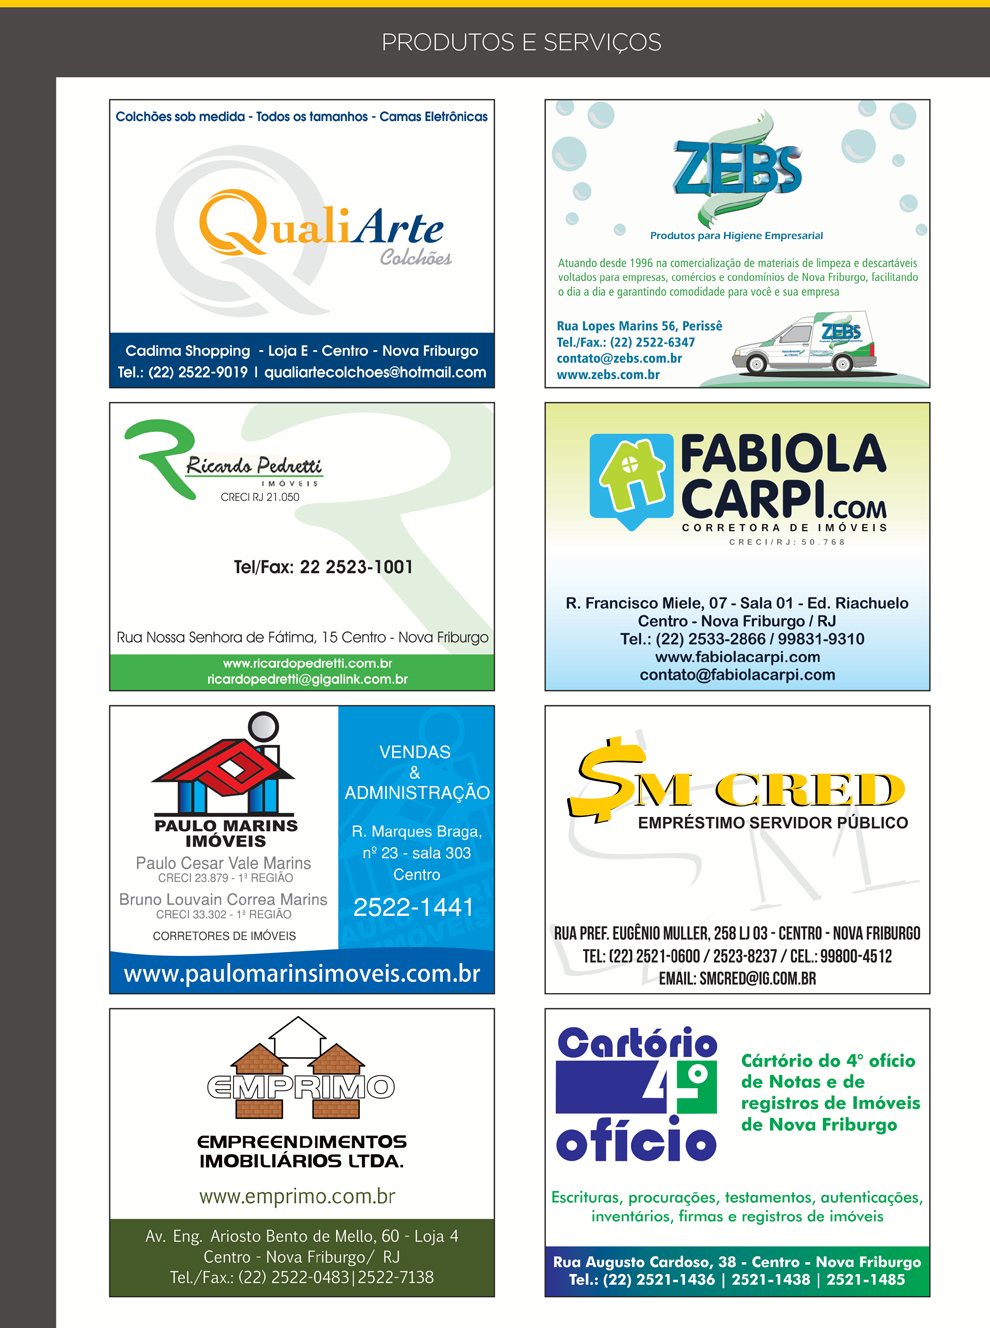 PRODUTOS E SERVIÇOS
Colchões sob medida - Todos os tamanhos - Camas Eletrônicas
QualiArte
Colchões
Cadima Shopping - Loja E - Centro - Nova Friburgo
Tel.: (22) 2522-9019 | qualiartecolchoes@hotmail.com
ZEBS
Produtos para Higiene Empresarial
Atuando desde 1996 na comercialização de materiais de limpeza e descartáveis
voltados para empresas, comércios e condomínios de Nova Friburgo, facilitando
o dia a dia e garantindo comodidade para você e sua empresa
Rua Lopes Marins 56, Perissê
Tel./Fax.: (22) 2522-6347
contato@zebs.com.br
www.zebs.com.br
ZEBS
Ricardo Pedretti
IMÓVEIS
CRECI RJ 21.050
Tel/Fax: 22 2523-1001
Rua Nossa Senhora de Fátima, 15 Centro - Nova Friburgo
www.ricardopedretti.com.br
ricardopedretti@gigalink.com.br
FABIOLA
CARPI.COM
CORRETORA DE IMÓVEIS
CRECI/RJ: 50.768
R. Francisco Miele, 07 - Sala 01 - Ed. Riachuelo
Centro - Nova Friburgo / RJ
Tel.: (22) 2533-2866 / 99831-9310
www.fabiolacarpi.com
contato@fabiolacarpi.com
PAULO MARINS
IMÓVEIS
Paulo Cesar Vale Marins
CRECI 23.879 - 1ª REGIÃO
Bruno Louvain Correa Marins
CRECI 33.302 - 1ª REGIÃO
CORRETORES DE IMÓVEIS
VENDAS
&
ADMINISTRAÇÃO
R. Marques Braga,
nº 23 - sala 303
Centro
2522-1441
www.paulomarinsimoveis.com.br
SM CRED
EMPRÉSTIMO SERVIDOR PÚBLICO
RUA PREF. EUGÊNIO MULLER, 258 LJ 03 - CENTRO - NOVA FRIBURGO
TEL: (22) 2521-0600 / 2523-8237 / CEL.: 99800-4512
EMAIL: SMCRED@IG.COM.BR
EMPRIMO
EMPREENDIMENTOS
IMOBILIÁRIOS LTDA.
www.emprimo.com.br
Av. Eng. Ariosto Bento de Mello, 60 - Loja 4
Centro - Nova Friburgo/ RJ
Tel./Fax.: (22) 2522-0483|2522-7138
Cartório
4º
ofício
Cártório do 4º ofício
de Notas e de
registros de Imóveis
de Nova Friburgo
Escrituras, procurações, testamentos, autenticações,
inventários, firmas e registros de imóveis
Rua Augusto Cardoso, 38 - Centro - Nova Friburgo
Tel.: (22) 2521-1436 | 2521-1438 | 2521-1485